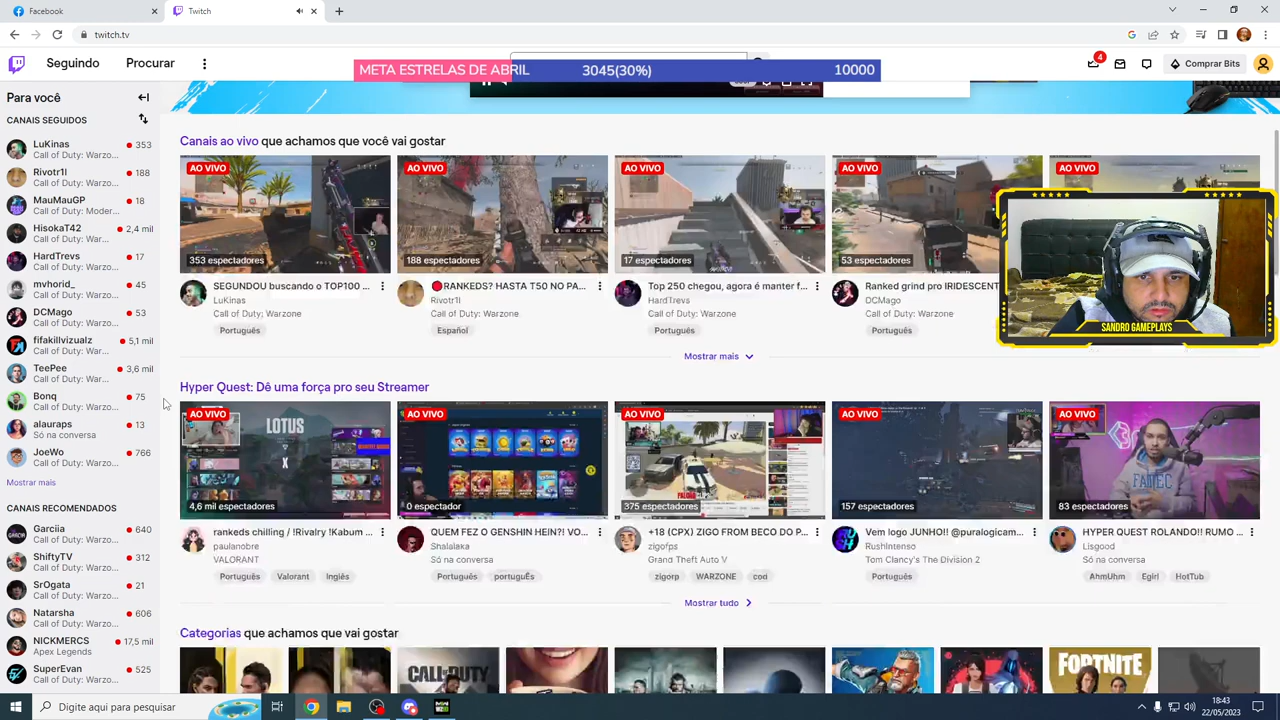 Facebook
Twitch
twitch.tv
Seguindo
Procurar
META ESTRELAS DE ABRIL 3045(30%) 10000
4
Comprar Bits
Para você
CANAIS SEGUIDOS
LuKinas 353
Call of Duty: Warzo...
Rivotr1l 188
Call of Duty: Warzo...
MauMauGP 18
Call of Duty: Moder...
HisokaT42 2,4 mil
Call of Duty: Warzo...
HardTrevs 17
Call of Duty: Warzo...
mvhorid_ 45
Call of Duty: Warzo...
DCMago 53
Call of Duty: Warzo...
fifakillvizualz 5,1 mil
Call of Duty: Warzo...
TeePee 3,6 mil
Call of Duty: Warzo...
Bonq 73
Call of Duty: Warzo...
alauraps 13
Só na conversa
JoeWo 766
Call of Duty: Warzo...
Mostrar mais
CANAIS RECOMENDADOS
Garciia 640
Call of Duty: Warzo...
ShiftyTV 312
Call of Duty: Warzo...
SrOgata 21
Call of Duty: Warzo...
Natarsha 606
Call of Duty: Warzo...
NICKMERCS 17,5 mil
Apex Legends
SuperEvan 525
Call of Duty: Warzo...
Canais ao vivo que achamos que você vai gostar
AO VIVO
353 espectadores
SEGUNDOU buscando o TOP100 ...
LuKinas
Call of Duty: Warzone
Português
AO VIVO
188 espectadores
RANKEDS? HASTA T50 NO PA...
Rivotr1l
Call of Duty: Warzone
Español
AO VIVO
17 espectadores
Top 250 chegou, agora é manter f...
HardTrevs
Call of Duty: Warzone
Português
AO VIVO
53 espectadores
Ranked grind pro IRIDESCENT
DCMago
Call of Duty: Warzone
Português
AO VIVO
SANDRO GAMEPLAYS
Mostrar mais
Hyper Quest: Dê uma força pro seu Streamer
AO VIVO
LOTUS
X
4,6 mil espectadores
rankeds chilling / !Rivalry !Kabum ...
paulanobre
VALORANT
Português Valorant Inglês
AO VIVO
0 espectador
QUEM FEZ O GENSHIN HEIN?! VO...
Shalalaka
Só na conversa
Português portuguEs
AO VIVO
375 espectadores
+18 (CPX) ZIGO FROM BECO DO P...
zigofps
Grand Theft Auto V
zigorp WARZONE cod
AO VIVO
157 espectadores
Vem logo JUNHO!! @puralogicam...
RushIntenso
Tom Clancy's The Division 2
Português
AO VIVO
83 espectadores
HYPER QUEST ROLANDO!! RUMO ...
Lisgood
Só na conversa
AhmUhm Egirl HotTub
Mostrar tudo
Categorias que achamos que vai gostar
CALL OF DUTY
FORTNITE
Digite aqui para pesquisar
18:43
22/05/2023